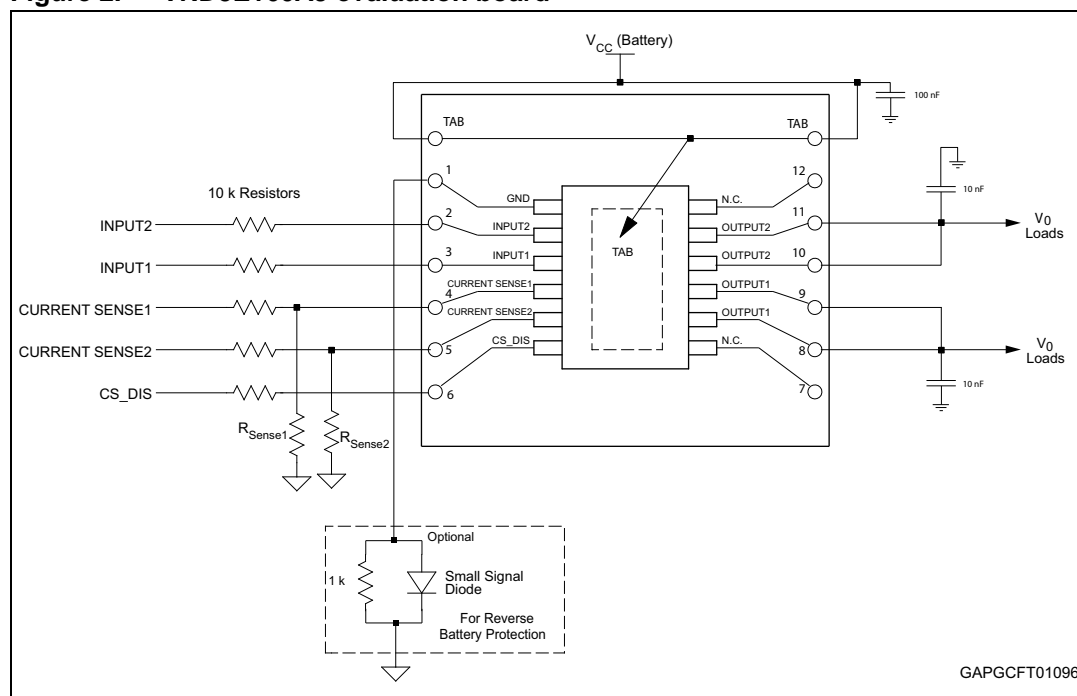 V_CC (Battery)
100 nF
TAB
TAB
1
12
10 k Resistors
GND
N.C.
10 nF
INPUT2
2
INPUT2
OUTPUT2
11
V_0
Loads
TAB
INPUT1
3
INPUT1
OUTPUT2
10
CURRENT SENSE1
4
CURRENT SENSE1
OUTPUT1
9
CURRENT SENSE2
5
CURRENT SENSE2
OUTPUT1
8
V_0
Loads
CS_DIS
6
CS_DIS
N.C.
7
10 nF
R_Sense1
R_Sense2
Optional
1 k
Small Signal
Diode
For Reverse
Battery Protection
GAPGCFT01096